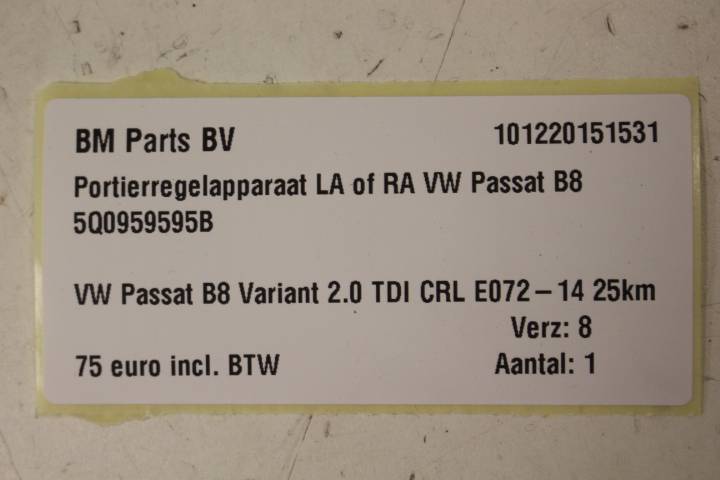 BM Parts BV 101220151531
Portierregelapparaat LA of RA VW Passat B8
5Q0959595B
VW Passat B8 Variant 2.0 TDI CRL E072 – 14 25km
Verz: 8
75 euro incl. BTW Aantal: 1